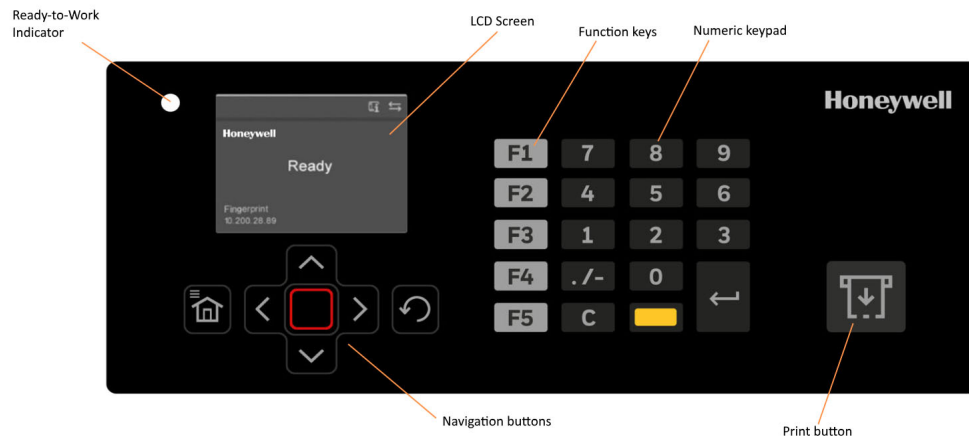 Ready-to-Work
Indicator
LCD Screen
Function keys
Numeric keypad
Honeywell
Honeywell
Ready
Fingerprint
10.200.26.89
F1 7 8 9
F2 4 5 6
F3 1 2 3
F4 ./- 0
F5 C
Navigation buttons
Print button